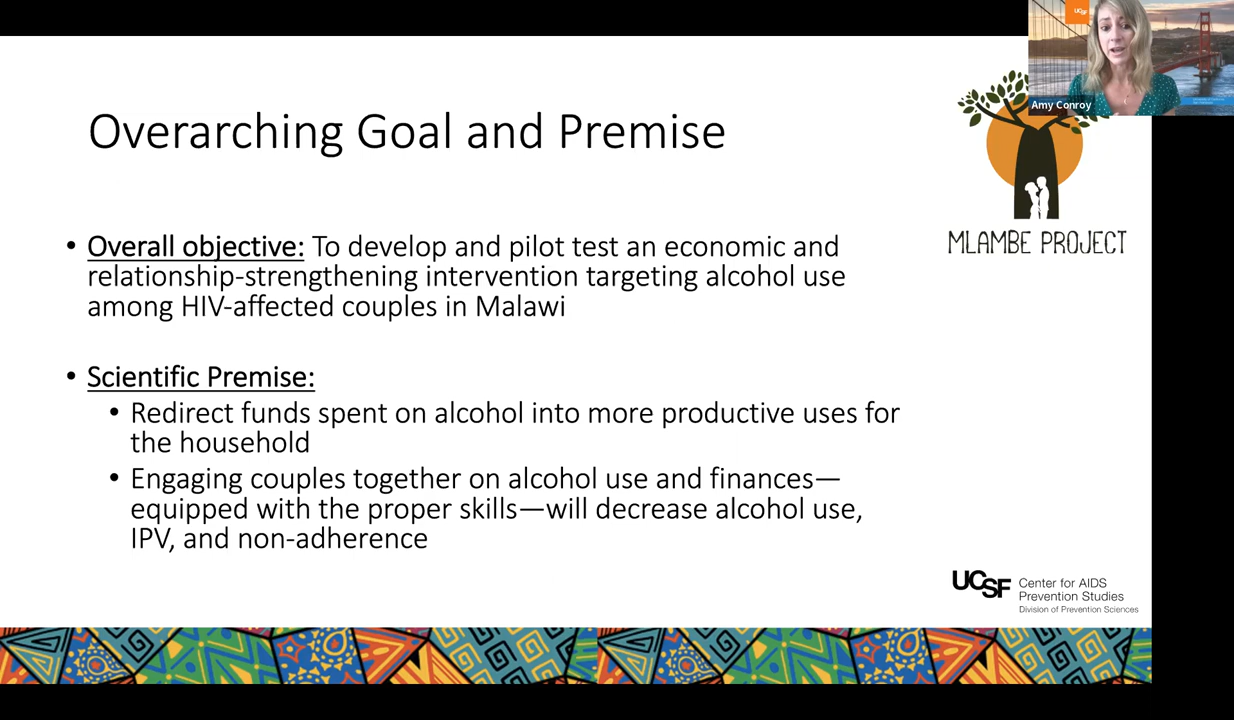 UCSF
Amy Conroy
Overarching Goal and Premise
MLAMBE PROJECT
• Overall objective: To develop and pilot test an economic and
relationship-strengthening intervention targeting alcohol use
among HIV-affected couples in Malawi
• Scientific Premise:
• Redirect funds spent on alcohol into more productive uses for
the household
• Engaging couples together on alcohol use and finances—
equipped with the proper skills—will decrease alcohol use,
IPV, and non-adherence
UCSF
Center for AIDS
Prevention Studies
Division of Prevention Sciences